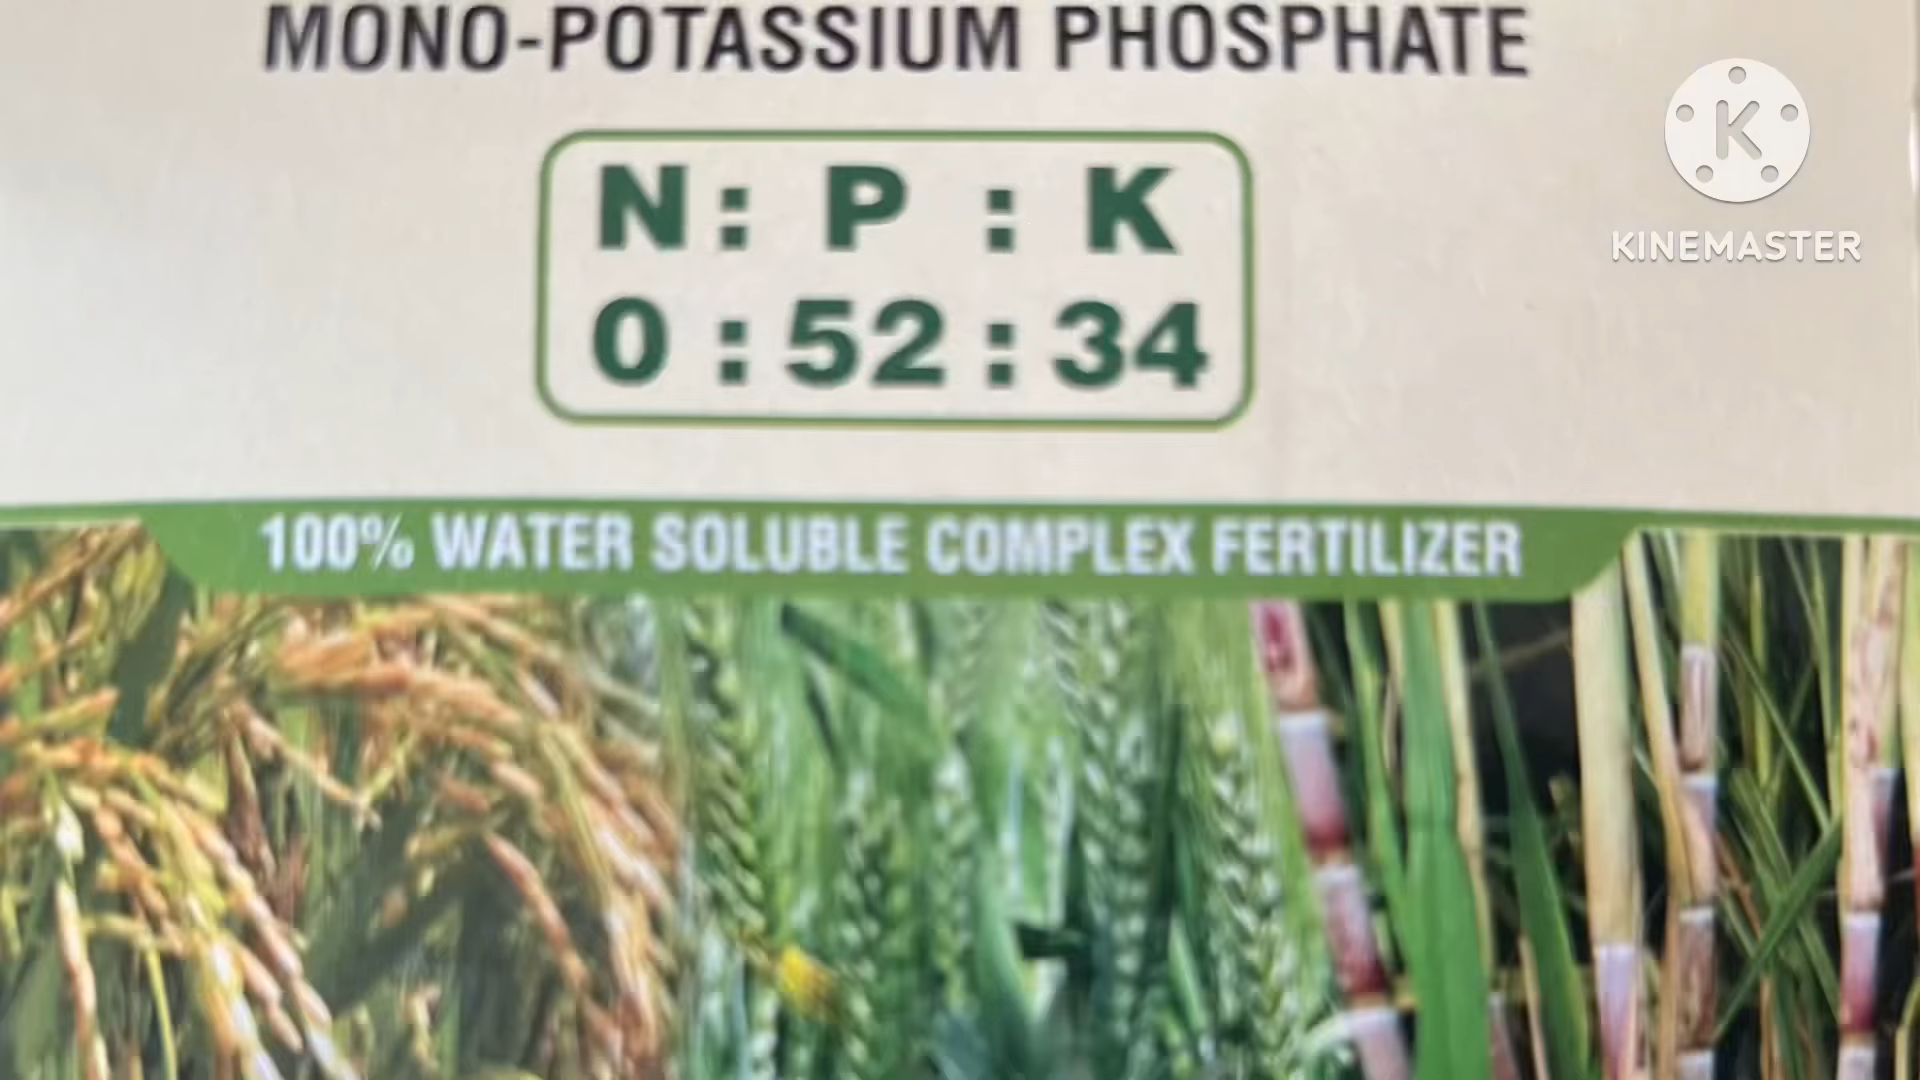 MONO-POTASSIUM PHOSPHATE
N: P : K
0 : 52 : 34
100% WATER SOLUBLE COMPLEX FERTILIZER
K
KINEMASTER